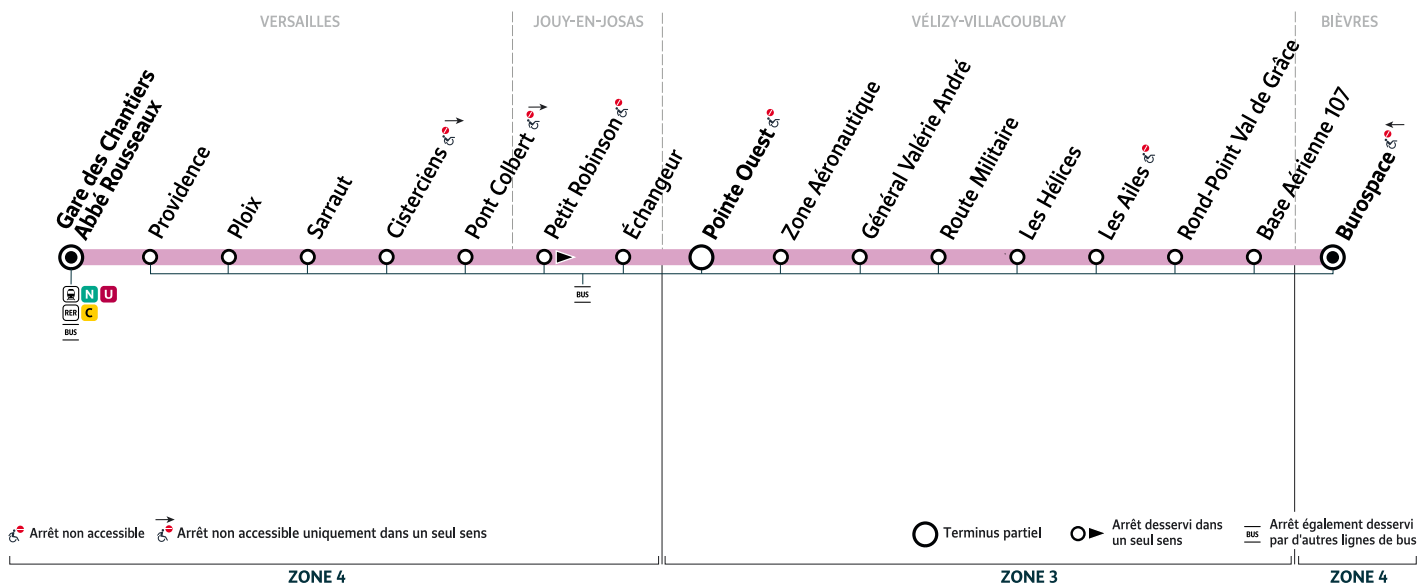 VERSAILLES
JOUY-EN-JOSAS
VÉLIZY-VILLACOUBLAY
BIÈVRES
Gare des Chantiers
Abbé Rousseaux
Providence
Ploix
Sarraut
Cisterciens
Pont Colbert
Petit Robinson
Échangeur
Pointe Ouest
Zone Aéronautique
Général Valérie André
Route Militaire
Les Hélices
Les Ailes
Rond-Point Val de Grâce
Base Aérienne 107
Burospace
N U
RER C
BUS
BUS
Arrêt non accessible
Arrêt non accessible uniquement dans un seul sens
Terminus partiel
Arrêt desservi dans
un seul sens
BUS
Arrêt également desservi
par d'autres lignes de bus
ZONE 4
ZONE 3
ZONE 4